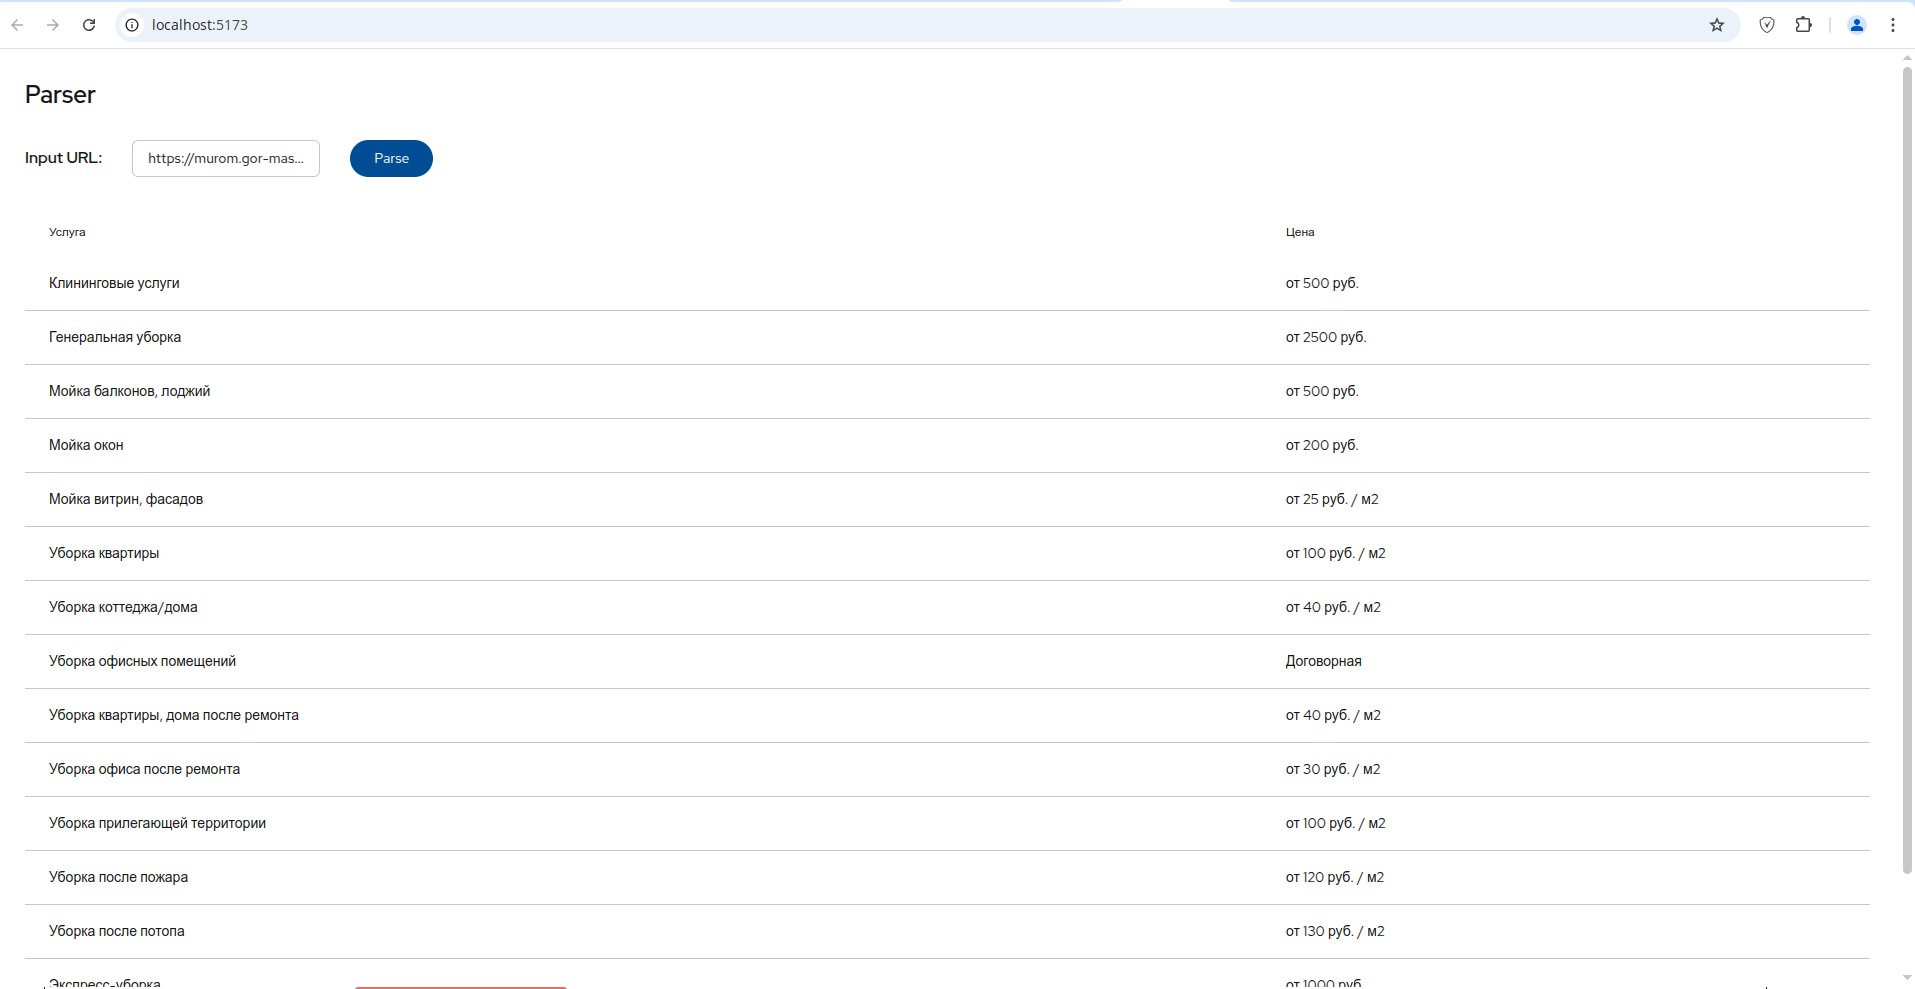 localhost:5173
Parser
Input URL: https://murom.gor-mas... Parse
Услуга Цена
Клининговые услуги от 500 руб.
Генеральная уборка от 2500 руб.
Мойка балконов, лоджий от 500 руб.
Мойка окон от 200 руб.
Мойка витрин, фасадов от 25 руб. / м2
Уборка квартиры от 100 руб. / м2
Уборка коттеджа/дома от 40 руб. / м2
Уборка офисных помещений Договорная
Уборка квартиры, дома после ремонта от 40 руб. / м2
Уборка офиса после ремонта от 30 руб. / м2
Уборка прилегающей территории от 100 руб. / м2
Уборка после пожара от 120 руб. / м2
Уборка после потопа от 130 руб. / м2
Экспресс-уборка от 1000 руб.